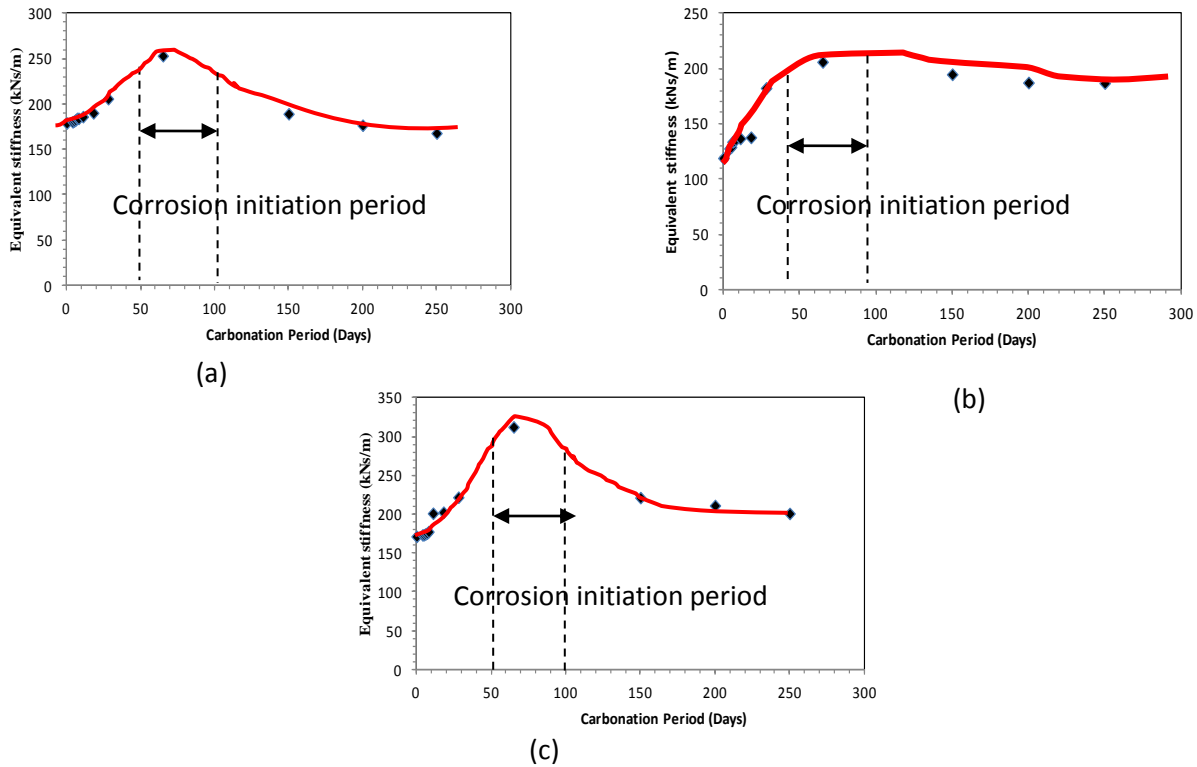 300
250
200
150
100
50
0
Equivalent stiffness (kNs/m)
Corrosion initiation period
0 50 100 150 200 250 300
Carbonation Period (Days)
(a)
250
200
150
100
50
0
Equivalent stiffness (kNs/m)
Corrosion initiation period
0 50 100 150 200 250 300
Carbonation Period (Days)
(b)
350
300
250
200
150
100
50
0
Equivalent stiffness (kNs/m)
Corrosion initiation period
0 50 100 150 200 250 300
Carbonation Period (Days)
(c)